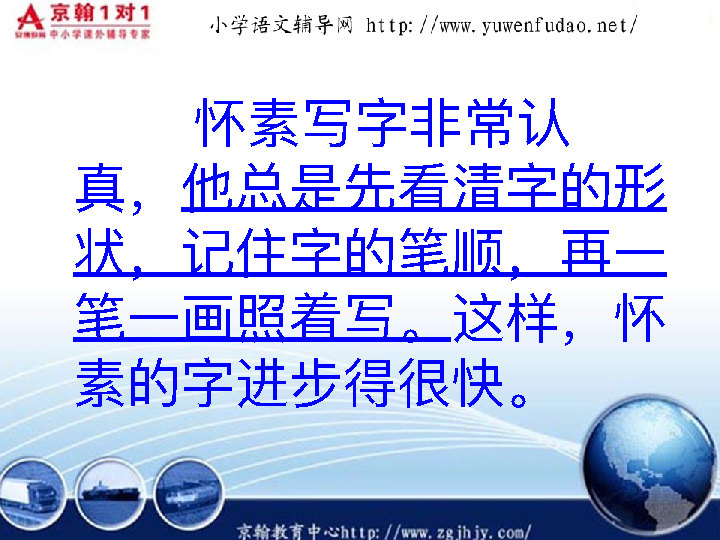 京翰1对1
安博京翰 中小学课外辅导专家
小学语文辅导网 http://www.yuwenfudao.net/
怀素写字非常认
真，他总是先看清字的形
状，记住字的笔顺，再一
笔一画照着写。这样，怀
素的字进步得很快。
京翰教育中心http://www.zgjhjy.com/